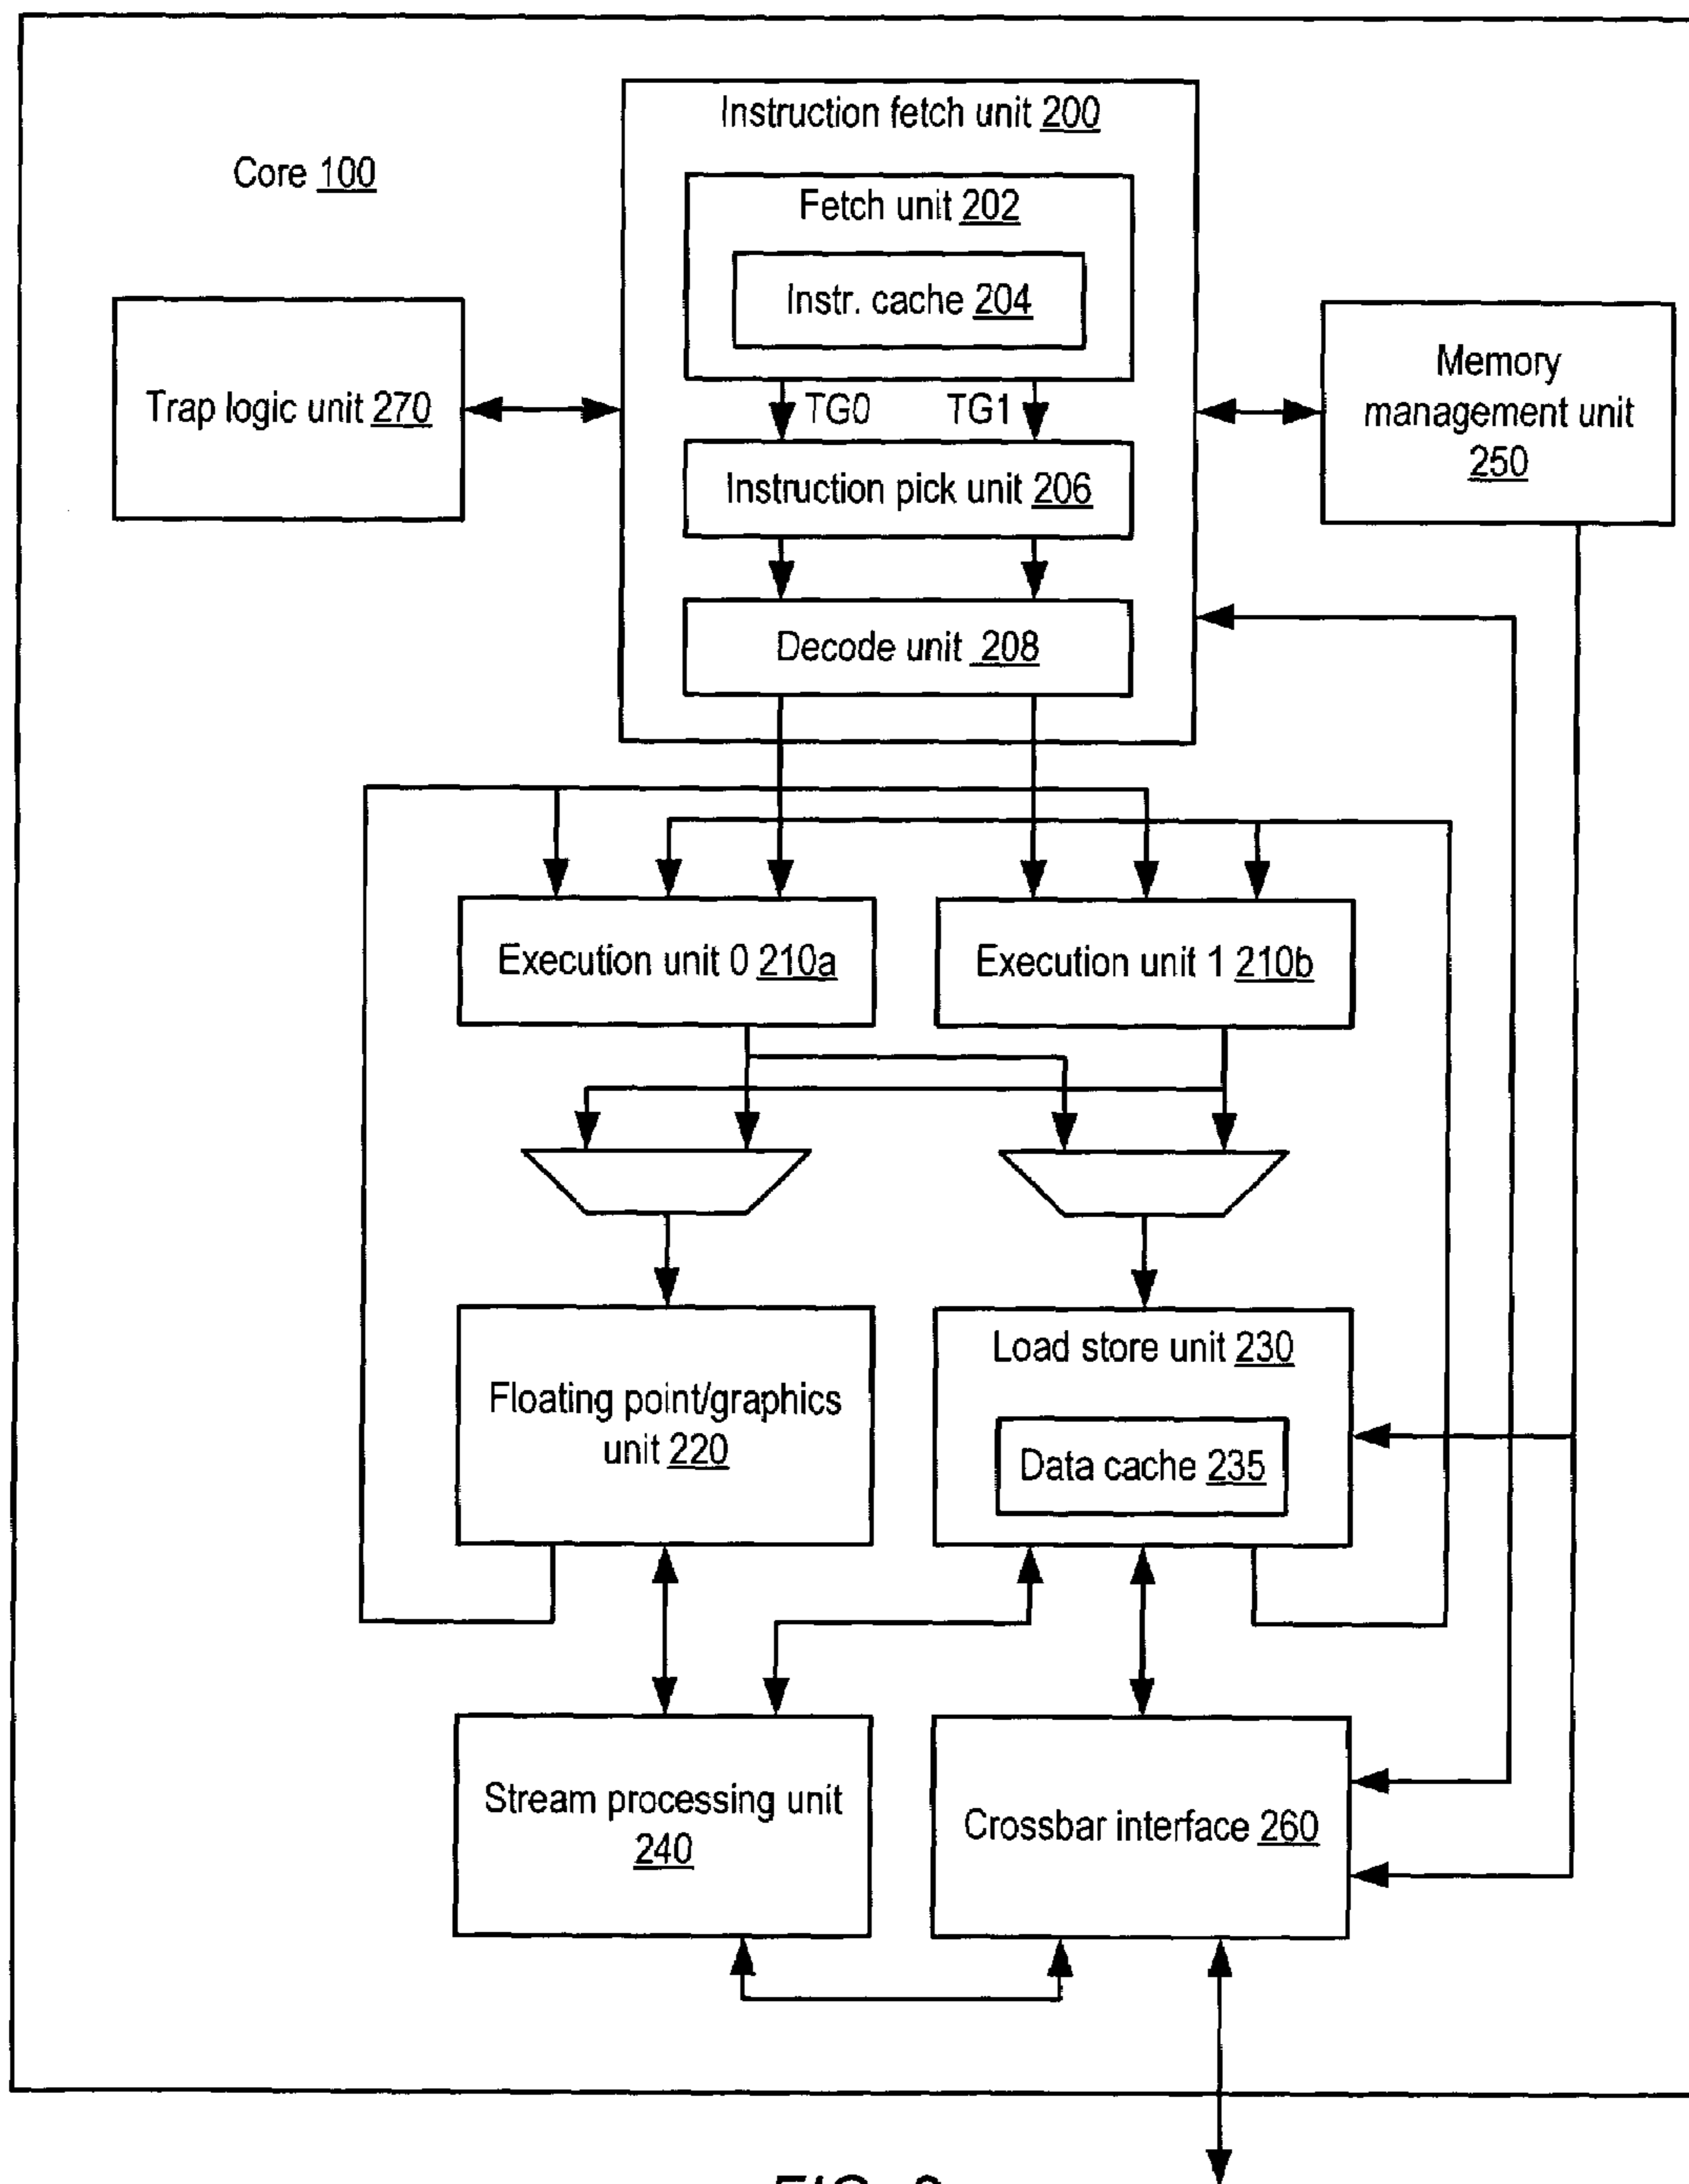 Instruction fetch unit 200
Core 100
Fetch unit 202
Instr. cache 204
Trap logic unit 270
TG0
TG1
Memory
management unit
250
Instruction pick unit 206
Decode unit 208
Execution unit 0 210a
Execution unit 1 210b
Floating point/graphics
unit 220
Load store unit 230
Data cache 235
Stream processing unit
240
Crossbar interface 260